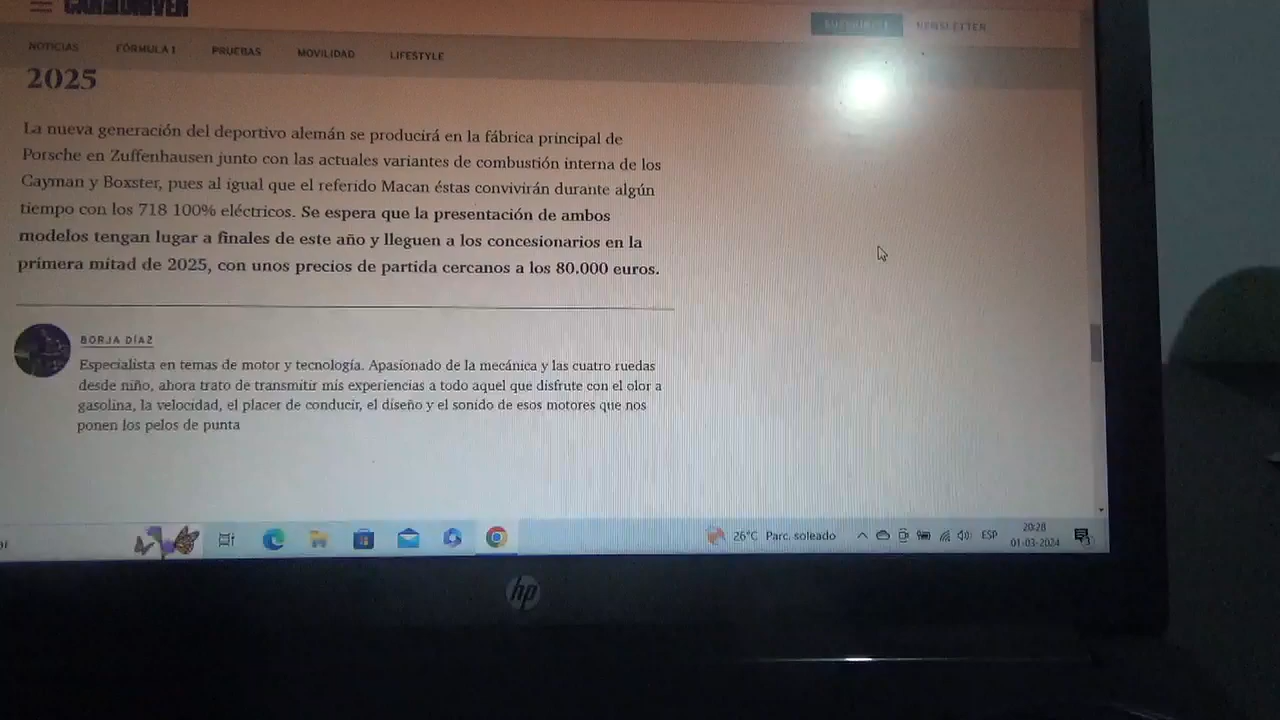 CAR AND DRIVER
SUSCRÍBETE
NEWSLETTER
NOTICIAS
FÓRMULA 1
PRUEBAS
MOVILIDAD
LIFESTYLE
2025
La nueva generación del deportivo alemán se producirá en la fábrica principal de
Porsche en Zuffenhausen junto con las actuales variantes de combustión interna de los
Cayman y Boxster, pues al igual que el referido Macan éstas convivirán durante algún
tiempo con los 718 100% eléctricos. Se espera que la presentación de ambos
modelos tengan lugar a finales de este año y lleguen a los concesionarios en la
primera mitad de 2025, con unos precios de partida cercanos a los 80.000 euros.
BORJA DÍAZ
Especialista en temas de motor y tecnología. Apasionado de la mecánica y las cuatro ruedas
desde niño, ahora trato de transmitir mis experiencias a todo aquel que disfrute con el olor a
gasolina, la velocidad, el placer de conducir, el diseño y el sonido de esos motores que nos
ponen los pelos de punta
26°C Parc. soleado
ESP
20:28
01-03-2024
hp